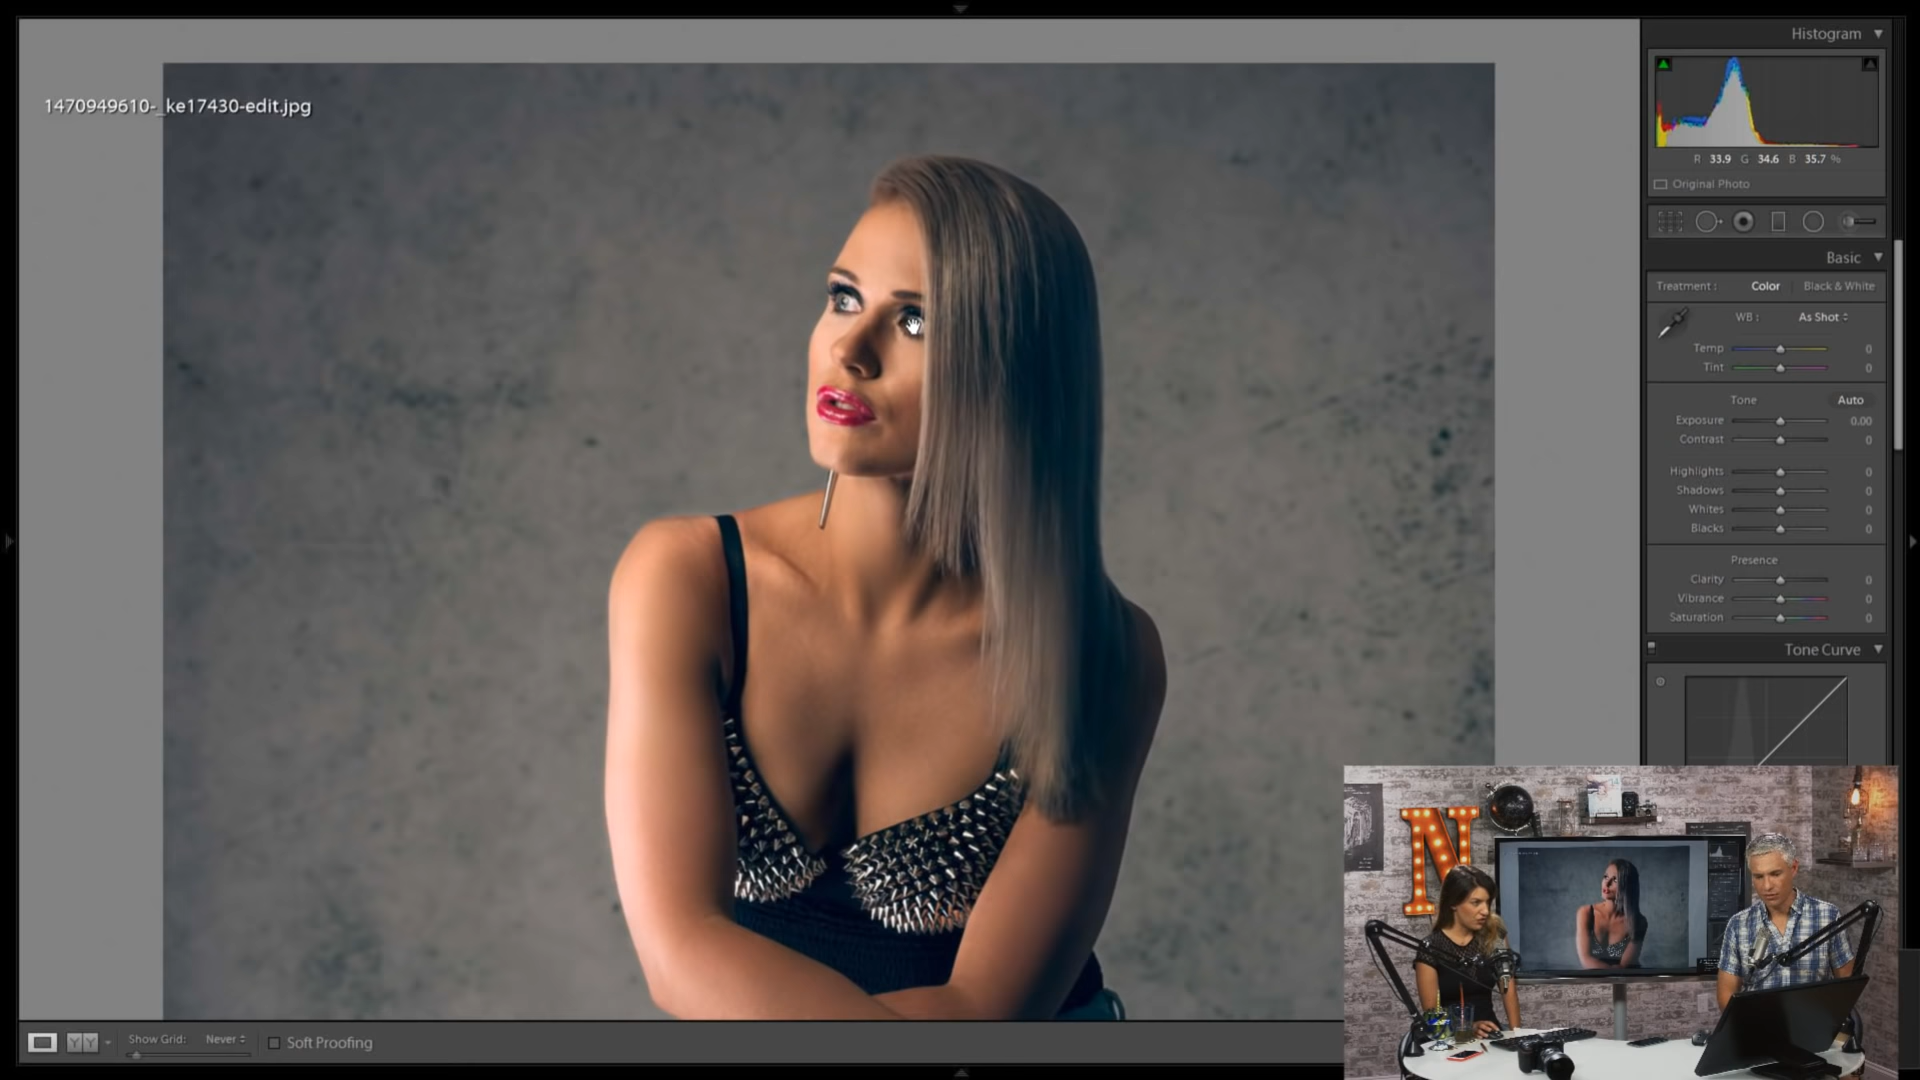 1470949610-_ke17430-edit.jpg
Histogram
R 33.9 G 34.6 B 35.7 %
Original Photo
Basic
Treatment : Color Black & White
WB : As Shot
Temp 0
Tint 0
Tone Auto
Exposure 0.00
Contrast 0
Highlights 0
Shadows 0
Whites 0
Blacks 0
Presence
Clarity 0
Vibrance 0
Saturation 0
Tone Curve
N
Y Y Show Grid: Never Soft Proofing